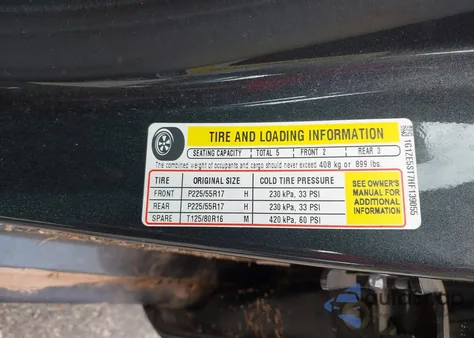 TIRE AND LOADING INFORMATION
SEATING CAPACITY TOTAL 5 FRONT 2 REAR 3
The combined weight of occupants and cargo should never exceed 408 kg or 899 lbs.
TIRE ORIGINAL SIZE COLD TIRE PRESSURE
FRONT P225/55R17 H 230 kPa, 33 PSI
REAR P225/55R17 H 230 kPa, 33 PSI
SPARE T125/80R16 M 420 kPa, 60 PSI
SEE OWNER'S
MANUAL FOR
ADDITIONAL
INFORMATION
1G1ZE5ST7HF139055